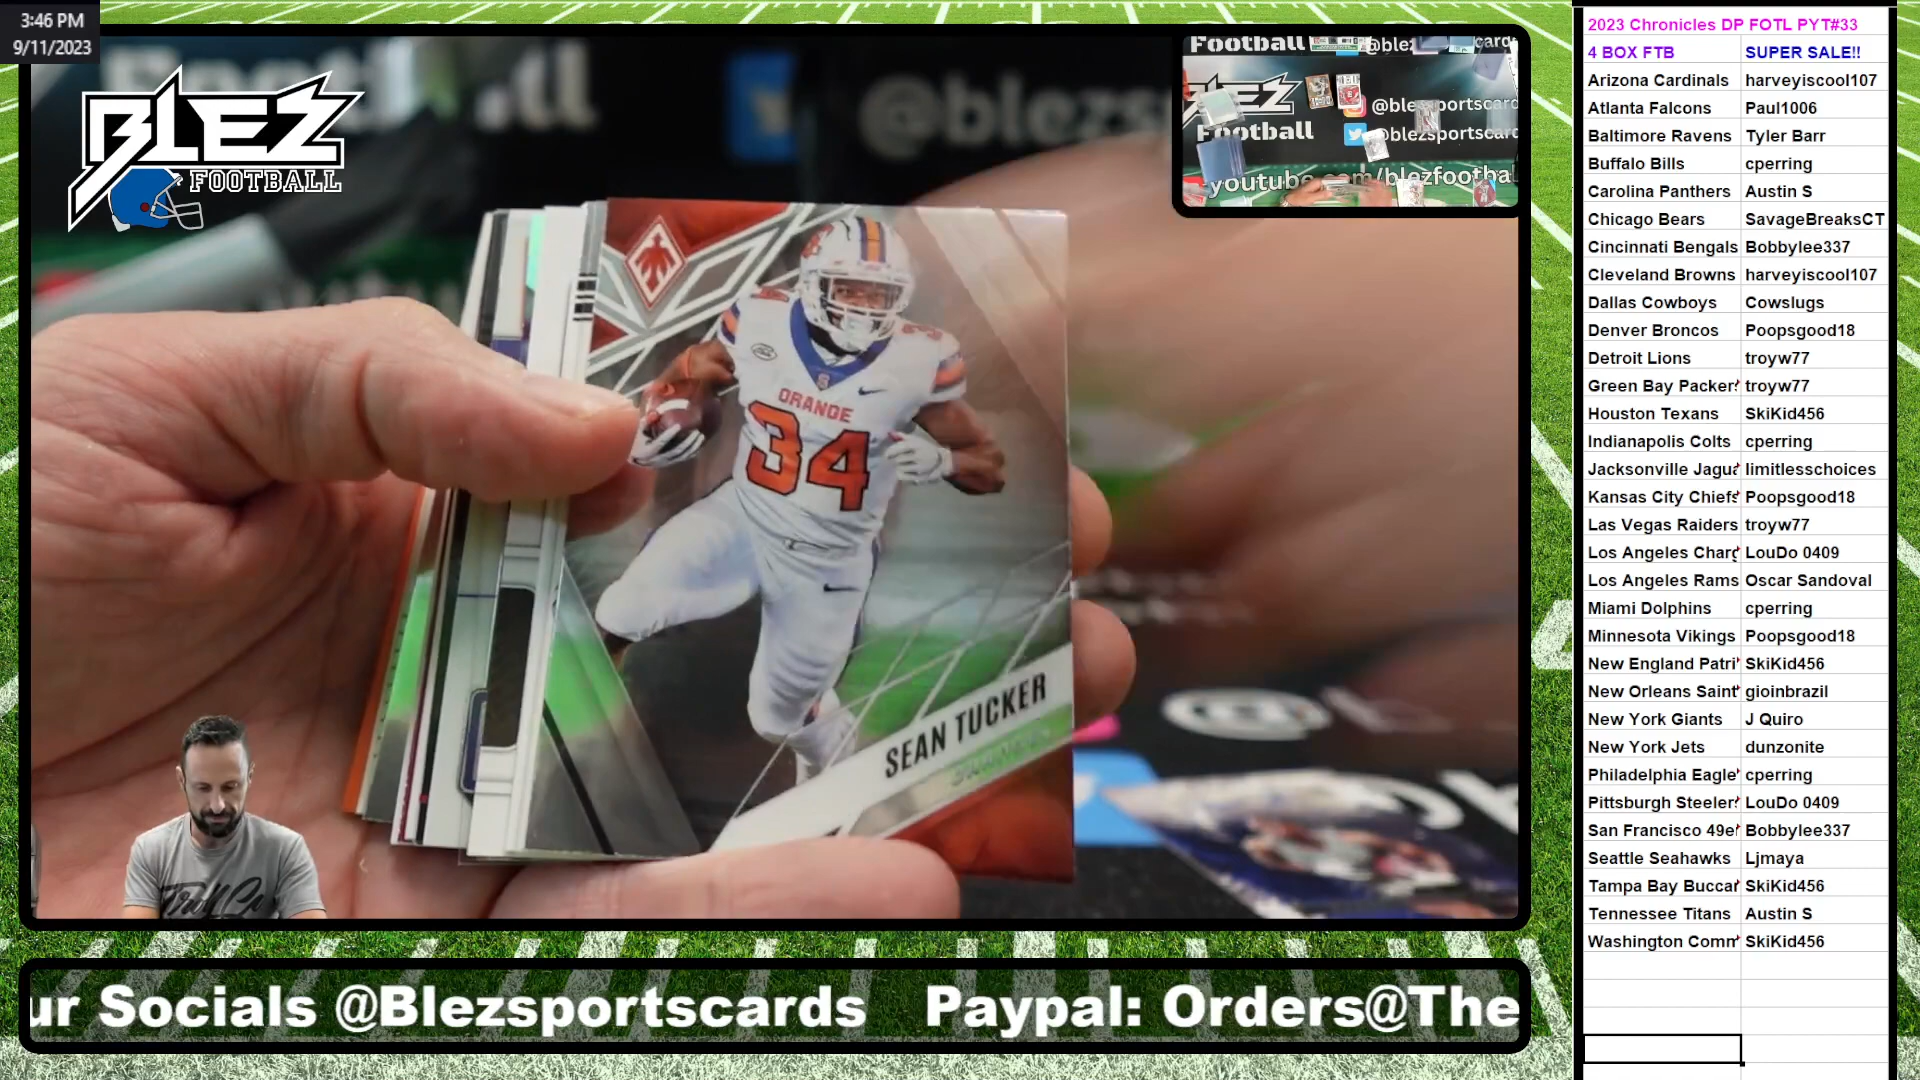 3:46 PM
9/11/2023
BLEZ
FOOTBALL
Football
@blez
BLEZ
Football
@blezsportscard
@blezsportscard
youtube.com/blezfootbal
@blezs
ORANGE
34
SEAN TUCKER
ur Socials @Blezsportscards Paypal: Orders@The
2023 Chronicles DP FOTL PYT#33
4 BOX FTB SUPER SALE!!
Arizona Cardinals harveyiscool107
Atlanta Falcons Paul1006
Baltimore Ravens Tyler Barr
Buffalo Bills cperring
Carolina Panthers Austin S
Chicago Bears SavageBreaksCT
Cincinnati Bengals Bobbylee337
Cleveland Browns harveyiscool107
Dallas Cowboys Cowslugs
Denver Broncos Poopsgood18
Detroit Lions troyw77
Green Bay Packer troyw77
Houston Texans SkiKid456
Indianapolis Colts cperring
Jacksonville Jagua limitlesschoices
Kansas City Chiefs Poopsgood18
Las Vegas Raiders troyw77
Los Angeles Charg LouDo 0409
Los Angeles Rams Oscar Sandoval
Miami Dolphins cperring
Minnesota Vikings Poopsgood18
New England Patri SkiKid456
New Orleans Saint gioinbrazil
New York Giants J Quiro
New York Jets dunzonite
Philadelphia Eagle cperring
Pittsburgh Steeler LouDo 0409
San Francisco 49e Bobbylee337
Seattle Seahawks Ljmaya
Tampa Bay Buccar SkiKid456
Tennessee Titans Austin S
Washington Comm SkiKid456